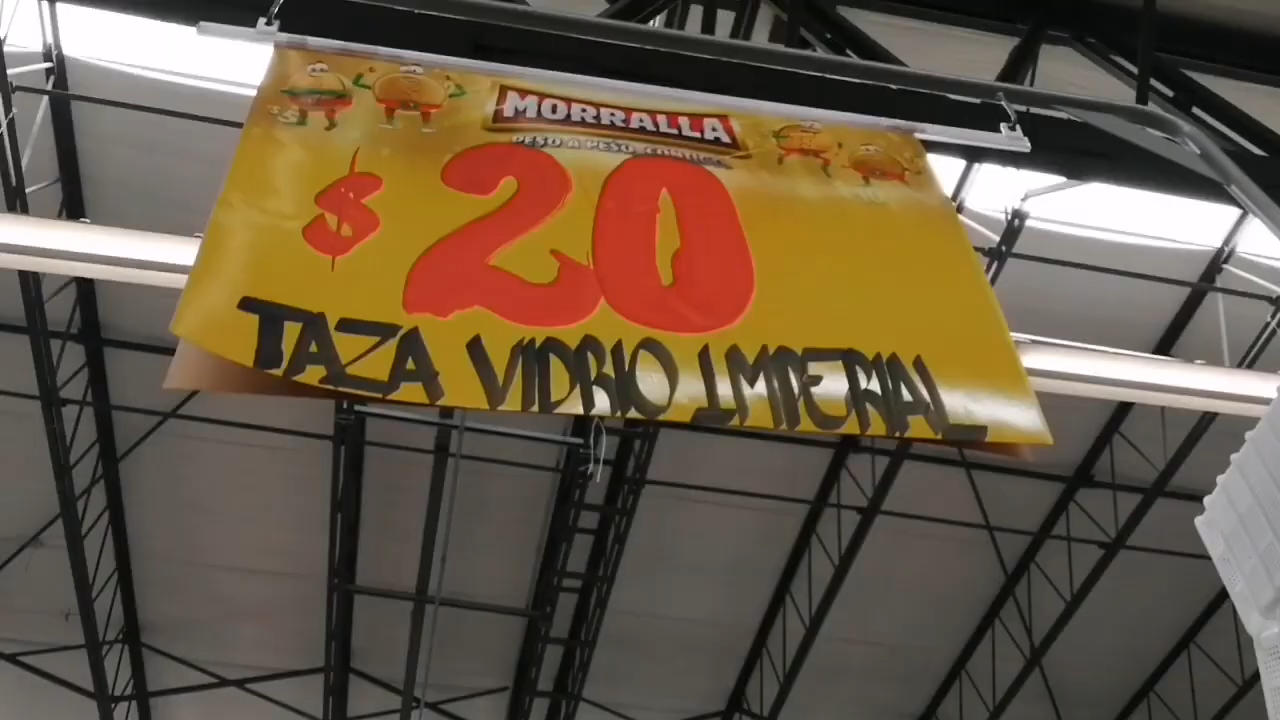 MORRALLA
PESO A PESO, CONTIGO
$20
TAZA VIDRIO IMPERIAL